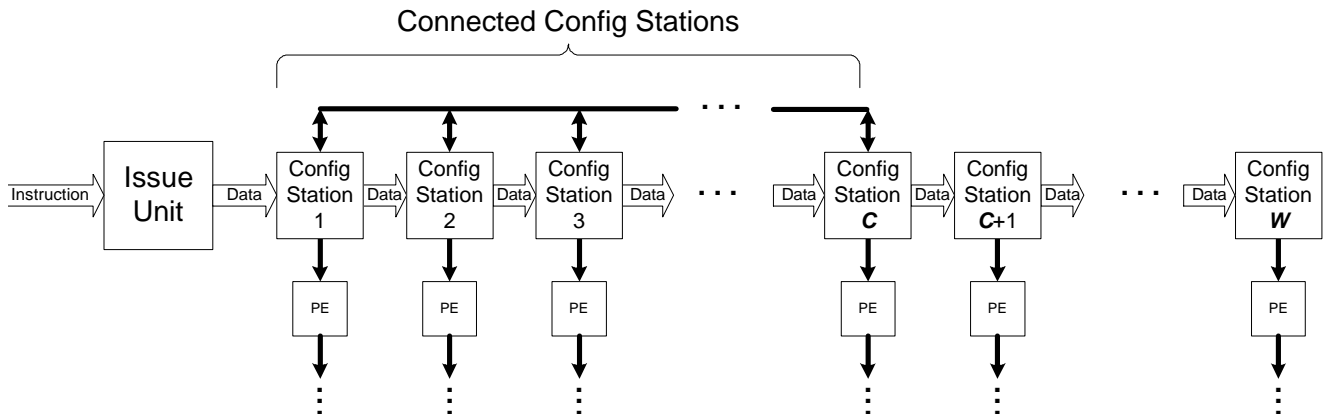 Connected Config Stations
. . .
Instruction
Issue
Unit
Data
Config
Station
1
Data
Config
Station
2
Data
Config
Station
3
Data
. . .
Data
Config
Station
C
Data
Config
Station
C+1
Data
. . .
Data
Config
Station
W
PE
PE
PE
PE
PE
PE